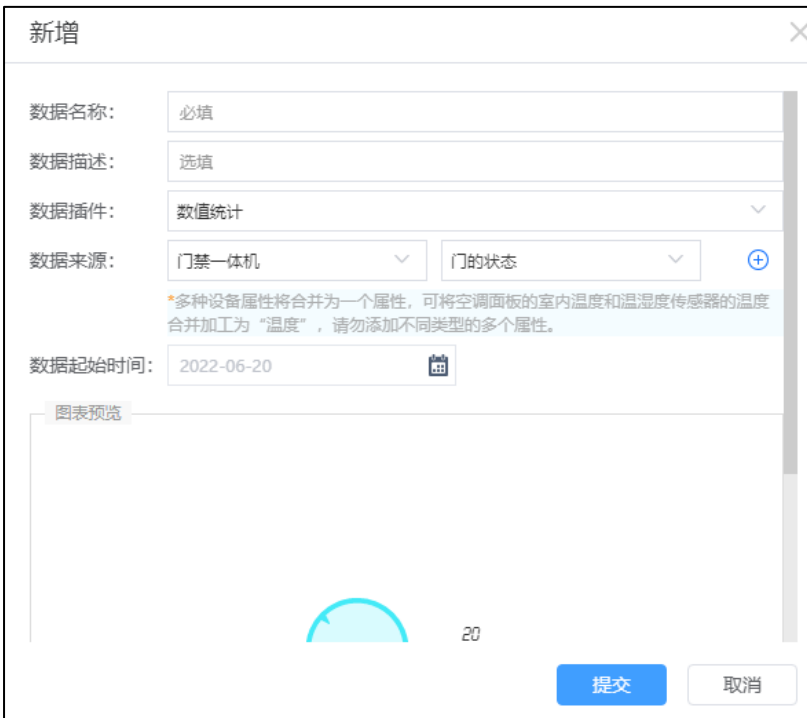 新增
数据名称: 必填
数据描述: 选填
数据插件: 数值统计
数据来源: 门禁一体机 门的状态
*多种设备属性将合并为一个属性，可将空调面板的室内温度和温湿度传感器的温度
合并加工为“温度”，请勿添加不同类型的多个属性。
数据起始时间: 2022-06-20
图表预览
20
提交 取消